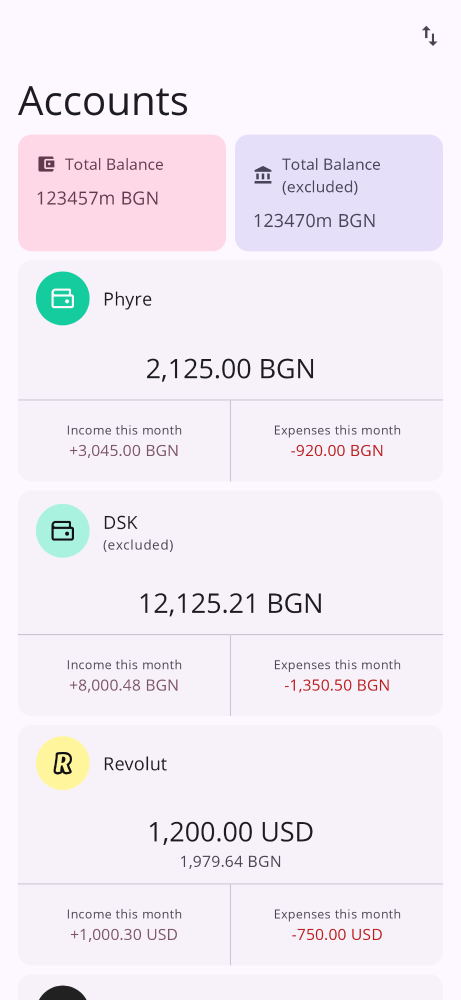 Accounts
Total Balance
123457m BGN
Total Balance
(excluded)
123470m BGN
Phyre
2,125.00 BGN
Income this month
+3,045.00 BGN
Expenses this month
-920.00 BGN
DSK
(excluded)
12,125.21 BGN
Income this month
+8,000.48 BGN
Expenses this month
-1,350.50 BGN
R
Revolut
1,200.00 USD
1,979.64 BGN
Income this month
+1,000.30 USD
Expenses this month
-750.00 USD